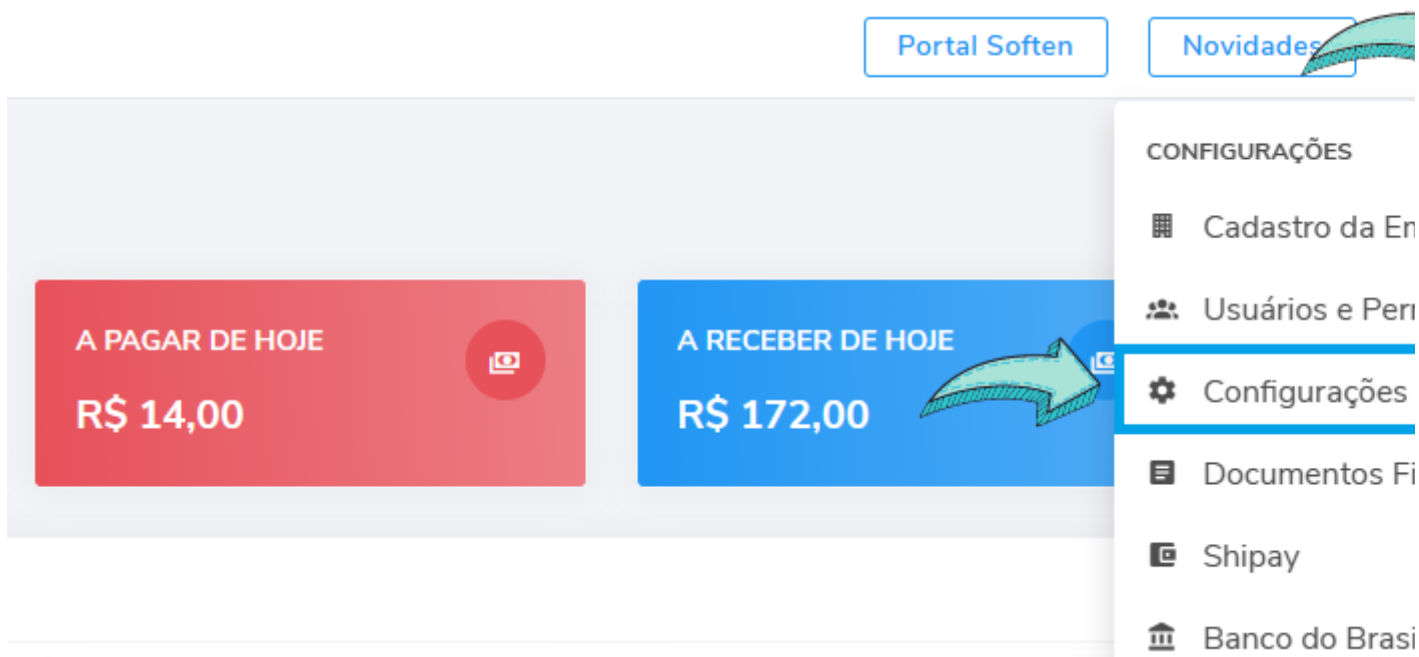 Portal Soften
Novidades
CONFIGURAÇÕES
Cadastro da
Usuários e
Configurações
Documentos
Shipay
Banco do
A PAGAR DE HOJE
R$ 14,00
A RECEBER DE HOJE
R$ 172,00